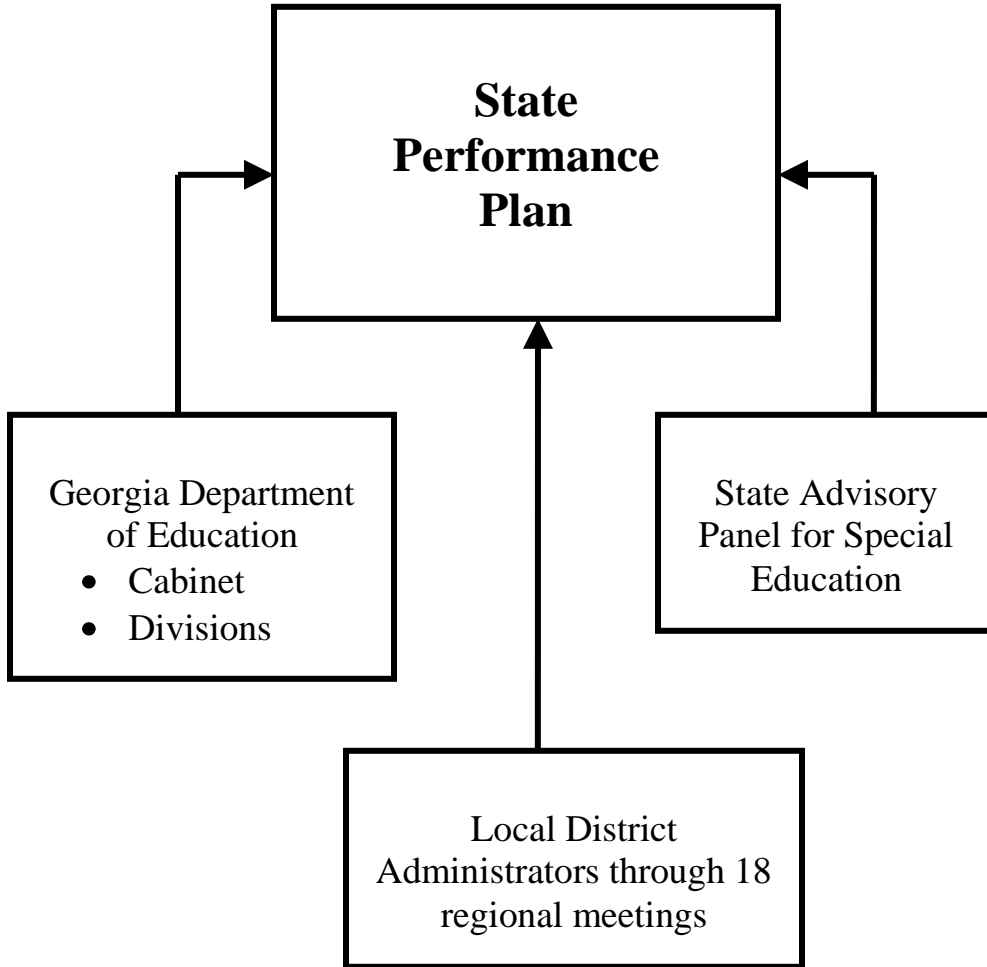 State
Performance
Plan
Georgia Department
of Education
• Cabinet
• Divisions
State Advisory
Panel for Special
Education
Local District
Administrators through 18
regional meetings